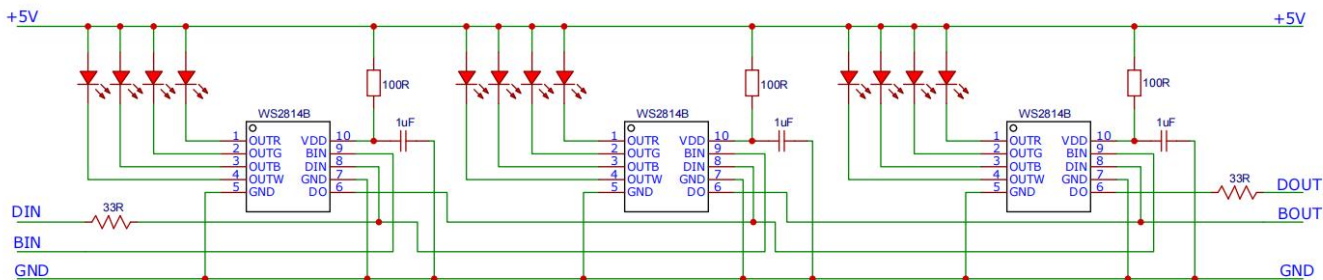 +5V +5V
100R 100R 100R
WS2814B 1uF WS2814B 1uF WS2814B 1uF
1 OUTR VDD 10 1 OUTR VDD 10 1 OUTR VDD 10
2 OUTG BIN 9 2 OUTG BIN 9 2 OUTG BIN 9
3 OUTB DIN 8 3 OUTB DIN 8 3 OUTB DIN 8
4 OUTW GND 7 4 OUTW GND 7 4 OUTW GND 7
5 GND DO 6 5 GND DO 6 5 GND DO 6
33R DOUT
DIN 33R BOUT
BIN
GND GND